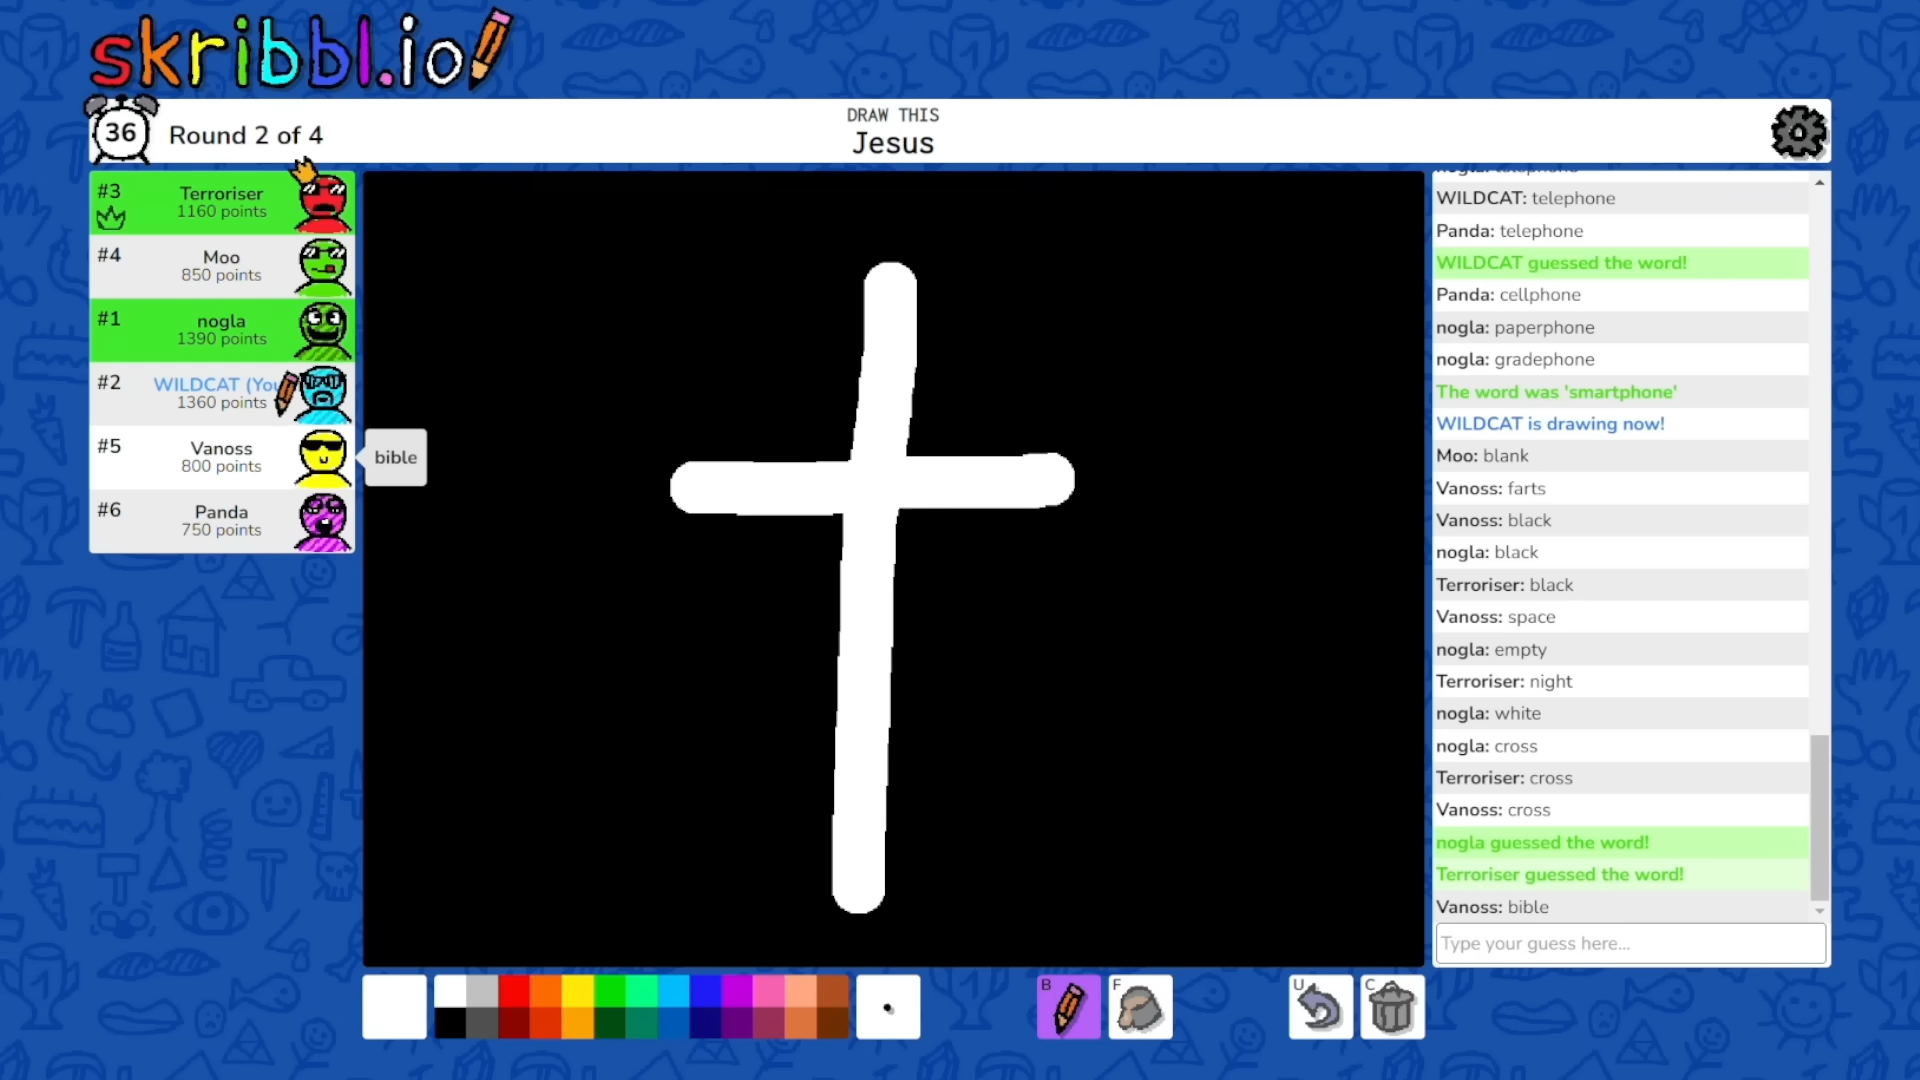 skribbl.io
36
Round 2 of 4
DRAW THIS
Jesus
#3
Terroriser
1160 points
#4
Moo
850 points
#1
nogla
1390 points
#2
WILDCAT (You
1360 points
#5
Vanoss
800 points
bible
#6
Panda
750 points
nogla: telephone
WILDCAT: telephone
Panda: telephone
WILDCAT guessed the word!
Panda: cellphone
nogla: paperphone
nogla: gradephone
The word was 'smartphone'
WILDCAT is drawing now!
Moo: blank
Vanoss: farts
Vanoss: black
nogla: black
Terroriser: black
Vanoss: space
nogla: empty
Terroriser: night
nogla: white
nogla: cross
Terroriser: cross
Vanoss: cross
nogla guessed the word!
Terroriser guessed the word!
Vanoss: bible
Type your guess here...
B
F
U
C